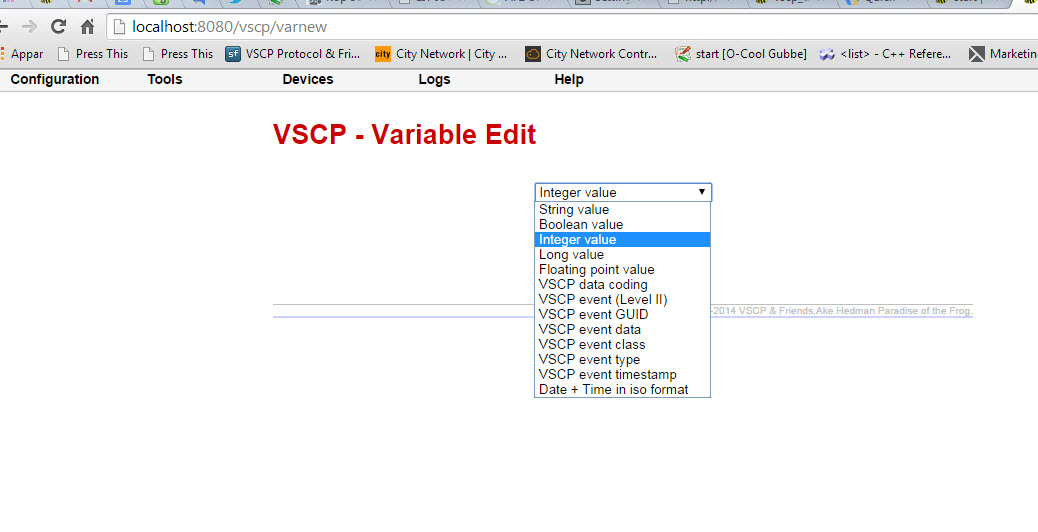 localhost:8080/vscp/varnew
Appar Press This Press This sf VSCP Protocol & Fri... city City Network | City ... City Network Contr... start [O-Cool Gubbe] <list> - C++ Refere... Marketin
Configuration Tools Devices Logs Help
VSCP - Variable Edit
Integer value
String value
Boolean value
Integer value
Long value
Floating point value
VSCP data coding
VSCP event (Level II)
VSCP event GUID
-2014 VSCP & Friends,Ake Hedman Paradise of the Frog.
VSCP event data
VSCP event class
VSCP event type
VSCP event timestamp
Date + Time in iso format